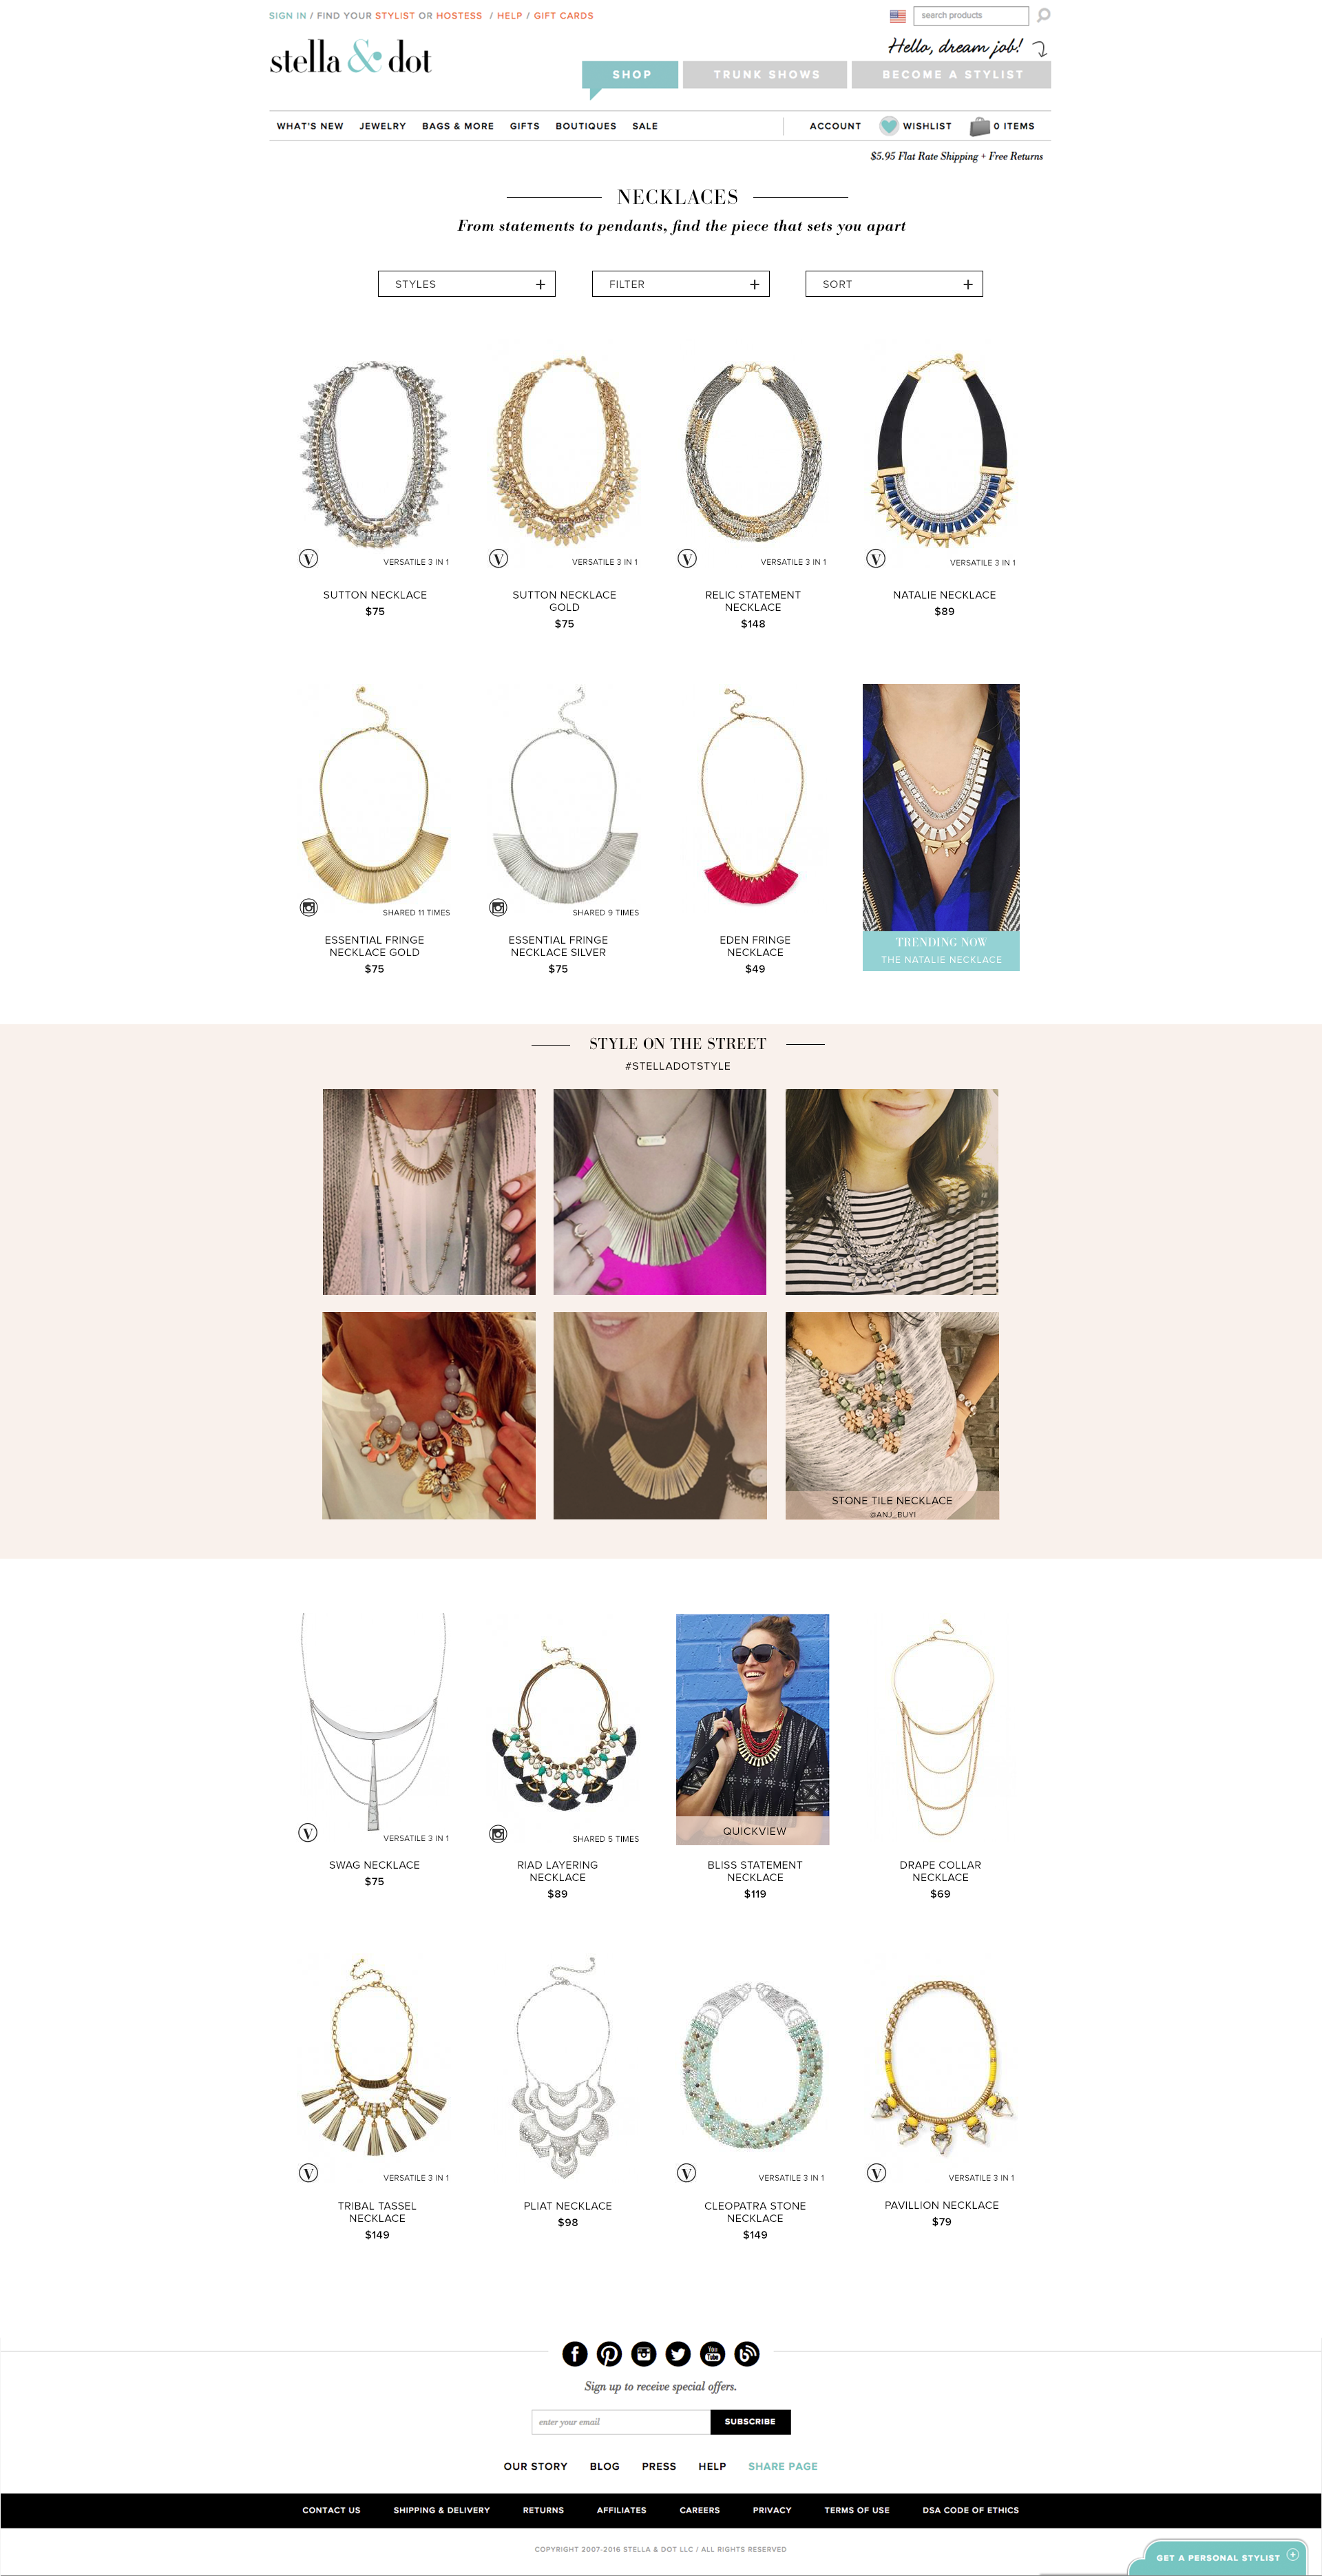 SIGN IN / FIND YOUR STYLIST OR HOSTESS / HELP / GIFT CARDS
search products
stella & dot
Hello, dream job!
SHOP
TRUNK SHOWS
BECOME A STYLIST
WHAT'S NEW
JEWELRY
BAGS & MORE
GIFTS
BOUTIQUES
SALE
ACCOUNT
WISHLIST
0 ITEMS
$5.95 Flat Rate Shipping + Free Returns
NECKLACES
From statements to pendants, find the piece that sets you apart
STYLES +
FILTER +
SORT +
V
VERSATILE 3 IN 1
V
VERSATILE 3 IN 1
V
VERSATILE 3 IN 1
V
VERSATILE 3 IN 1
SUTTON NECKLACE
$75
SUTTON NECKLACE
GOLD
$75
RELIC STATEMENT
NECKLACE
$148
NATALIE NECKLACE
$89
SHARED 11 TIMES
SHARED 9 TIMES
ESSENTIAL FRINGE
NECKLACE GOLD
$75
ESSENTIAL FRINGE
NECKLACE SILVER
$75
EDEN FRINGE
NECKLACE
$49
TRENDING NOW
THE NATALIE NECKLACE
STYLE ON THE STREET
#STELLADOTSTYLE
STONE TILE NECKLACE
@ANJ_BUYI
V
VERSATILE 3 IN 1
SHARED 5 TIMES
QUICKVIEW
SWAG NECKLACE
$75
RIAD LAYERING
NECKLACE
$89
BLISS STATEMENT
NECKLACE
$119
DRAPE COLLAR
NECKLACE
$69
V
VERSATILE 3 IN 1
V
VERSATILE 3 IN 1
V
VERSATILE 3 IN 1
TRIBAL TASSEL
NECKLACE
$149
PLIAT NECKLACE
$98
CLEOPATRA STONE
NECKLACE
$149
PAVILLION NECKLACE
$79
You
Tube
Sign up to receive special offers.
enter your email
SUBSCRIBE
OUR STORY
BLOG
PRESS
HELP
SHARE PAGE
CONTACT US
SHIPPING & DELIVERY
RETURNS
AFFILIATES
CAREERS
PRIVACY
TERMS OF USE
DSA CODE OF ETHICS
COPYRIGHT 2007-2016 STELLA & DOT LLC / ALL RIGHTS RESERVED
GET A PERSONAL STYLIST +